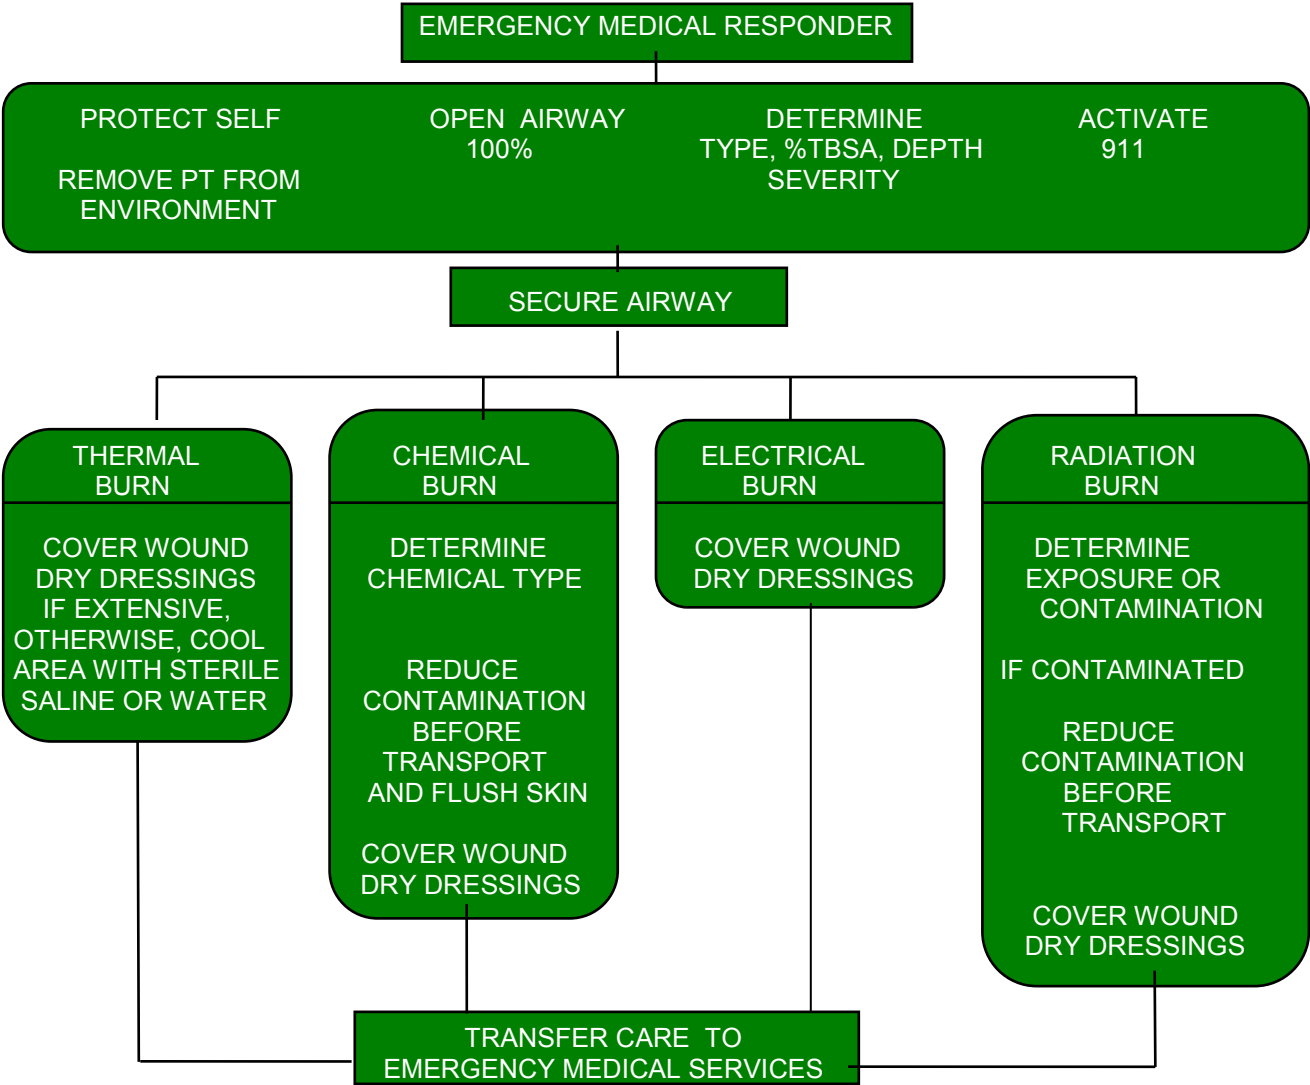 EMERGENCY MEDICAL RESPONDER
PROTECT SELF
REMOVE PT FROM
ENVIRONMENT
OPEN AIRWAY
100%
DETERMINE
TYPE, %TBSA, DEPTH
SEVERITY
ACTIVATE
911
SECURE AIRWAY
THERMAL
BURN
COVER WOUND
DRY DRESSINGS
IF EXTENSIVE,
OTHERWISE, COOL
AREA WITH STERILE
SALINE OR WATER
CHEMICAL
BURN
DETERMINE
CHEMICAL TYPE
REDUCE
CONTAMINATION
BEFORE
TRANSPORT
AND FLUSH SKIN
COVER WOUND
DRY DRESSINGS
ELECTRICAL
BURN
COVER WOUND
DRY DRESSINGS
RADIATION
BURN
DETERMINE
EXPOSURE OR
CONTAMINATION
IF CONTAMINATED
REDUCE
CONTAMINATION
BEFORE
TRANSPORT
COVER WOUND
DRY DRESSINGS
TRANSFER CARE TO
EMERGENCY MEDICAL SERVICES